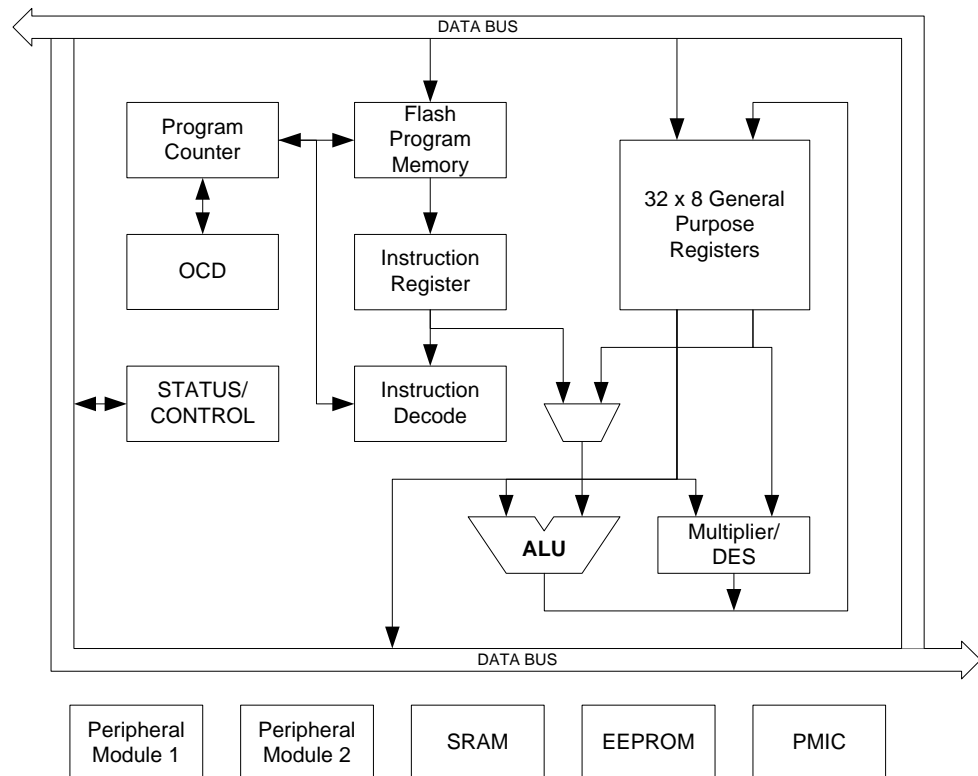 DATA BUS
Program
Counter
Flash
Program
Memory
32 x 8 General
Purpose
Registers
OCD
Instruction
Register
STATUS/
CONTROL
Instruction
Decode
ALU
Multiplier/
DES
DATA BUS
Peripheral
Module 1
Peripheral
Module 2
SRAM
EEPROM
PMIC